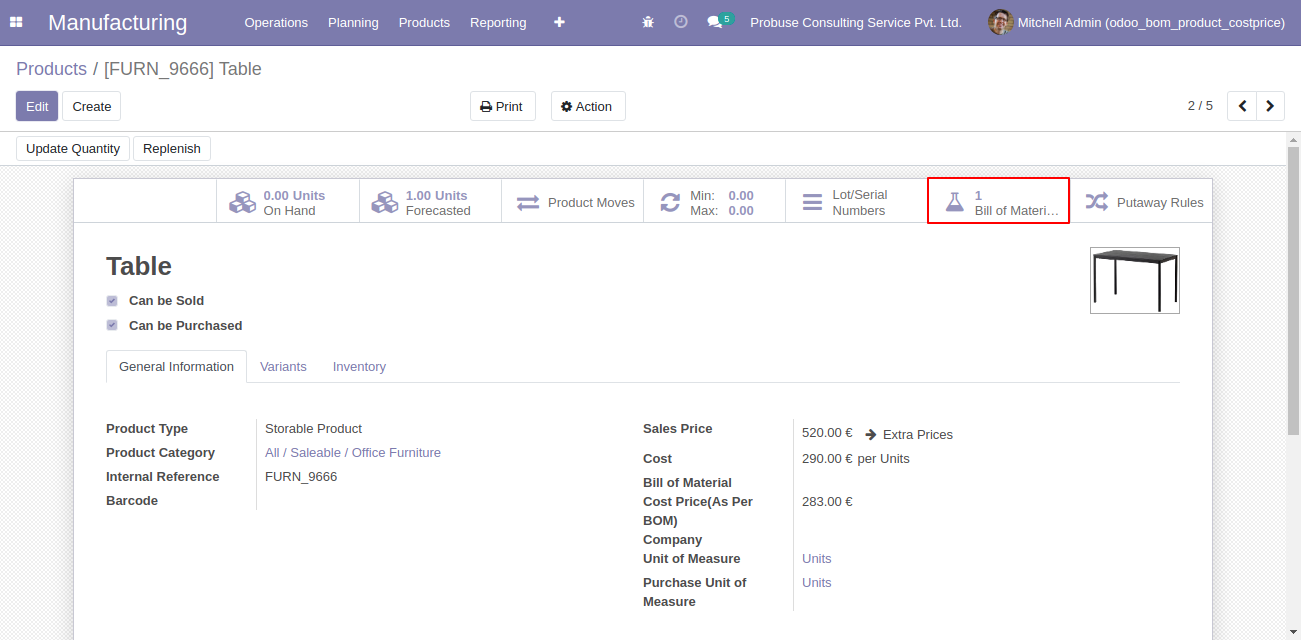 Manufacturing Operations Planning Products Reporting 5 Probuse Consulting Service Pvt. Ltd. Mitchell Admin (odoo_bom_product_costprice)
Products / [FURN_9666] Table
Edit Create Print Action 2 / 5
Update Quantity Replenish
0.00 Units
On Hand
1.00 Units
Forecasted
Product Moves
Min: 0.00
Max: 0.00
Lot/Serial
Numbers
1
Bill of Materi...
Putaway Rules
Table
Can be Sold
Can be Purchased
General Information Variants Inventory
Product Type Storable Product
Product Category All / Saleable / Office Furniture
Internal Reference FURN_9666
Barcode
Sales Price 520.00 € Extra Prices
Cost 290.00 € per Units
Bill of Material
Cost Price(As Per 283.00 €
BOM)
Company
Unit of Measure Units
Purchase Unit of Units
Measure